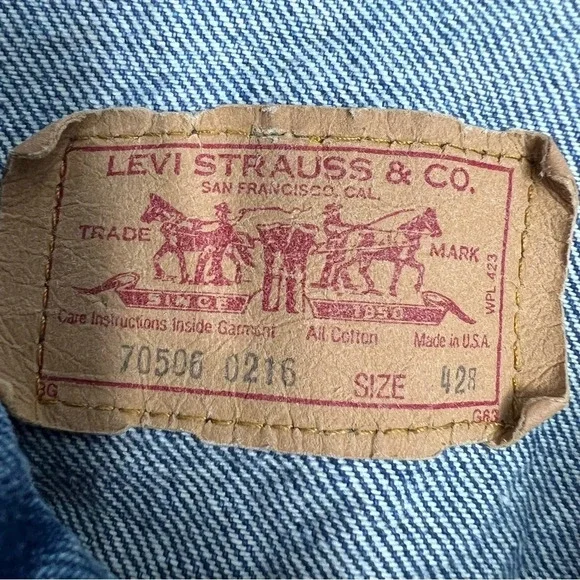 LEVI STRAUSS & CO.
SAN FRANCISCO, CAL.
TRADE MARK
WPL 423
SINCE 1850
Care Instructions Inside Garment All Cotton Made in U.S.A.
70506 0216 SIZE 42R
G63